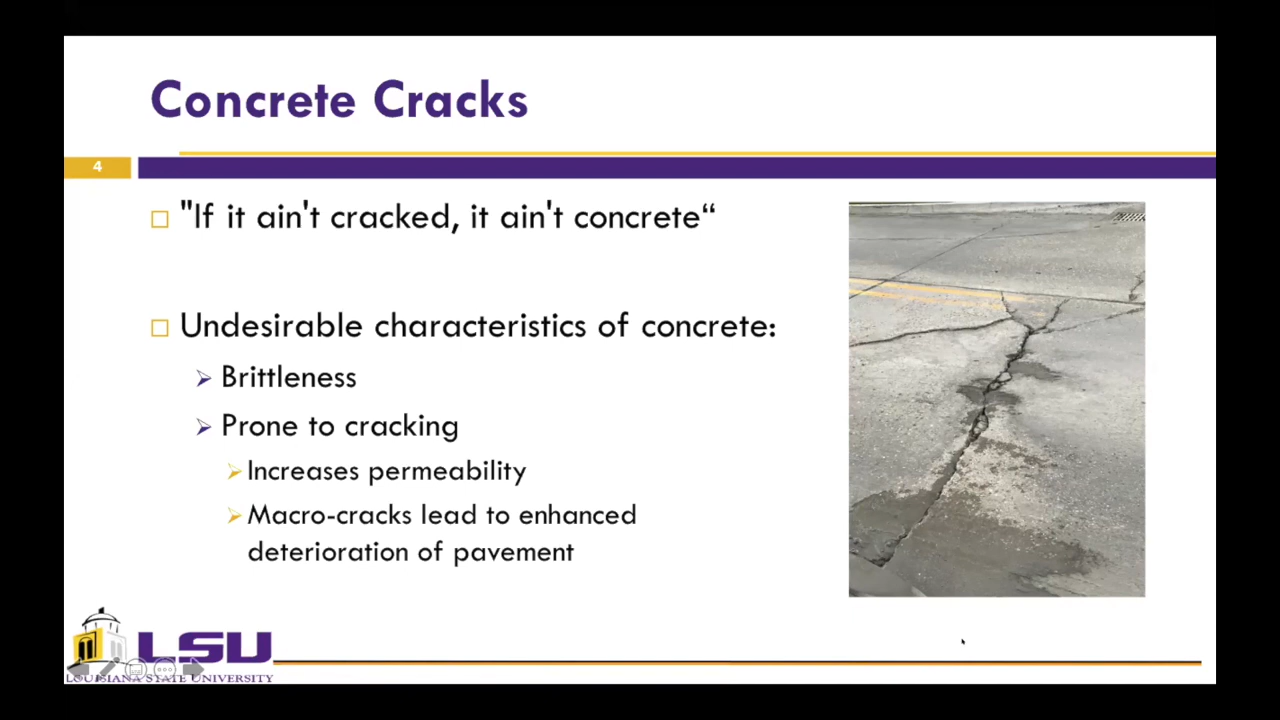 Concrete Cracks
4
"If it ain't cracked, it ain't concrete“
Undesirable characteristics of concrete:
Brittleness
Prone to cracking
Increases permeability
Macro-cracks lead to enhanced
deterioration of pavement
LSU
LOUISIANA STATE UNIVERSITY